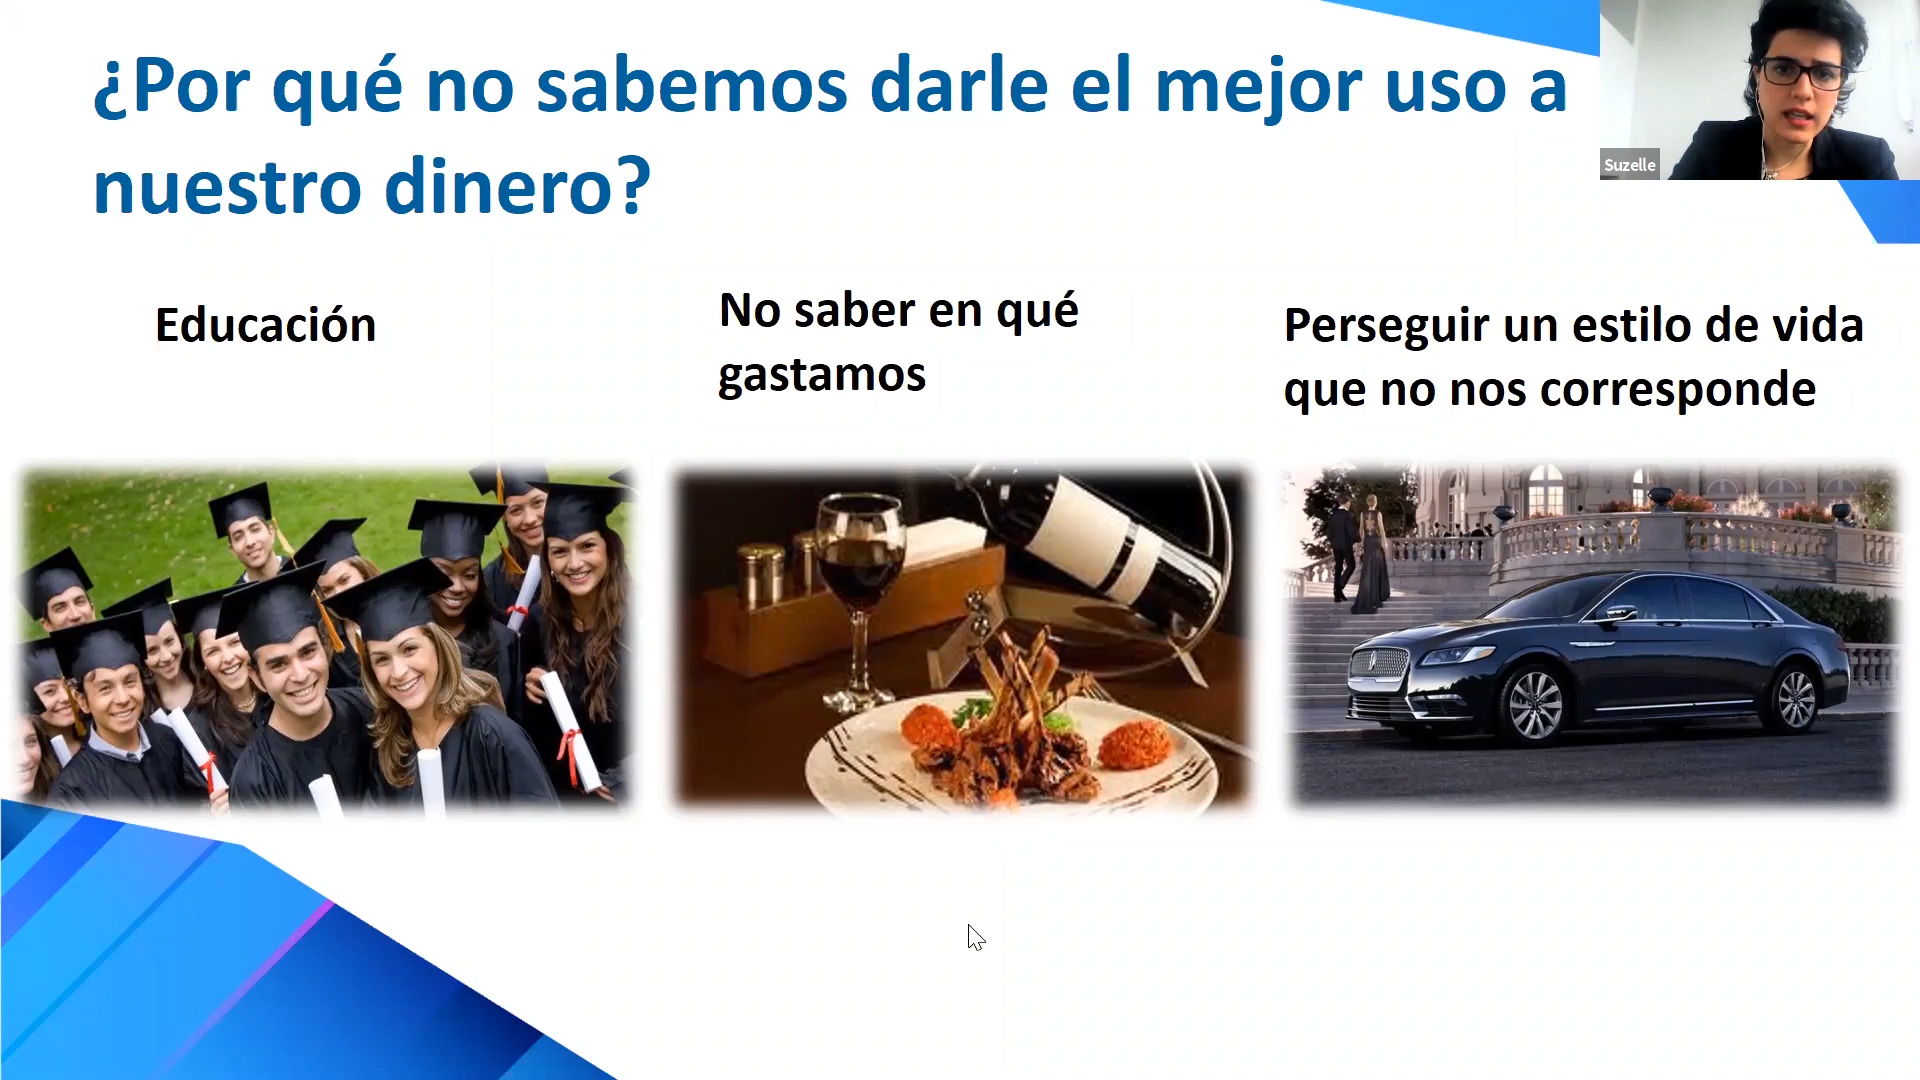 ¿Por qué no sabemos darle el mejor uso a
nuestro dinero?
Suzelle
Educación
No saber en qué
gastamos
Perseguir un estilo de vida
que no nos corresponde